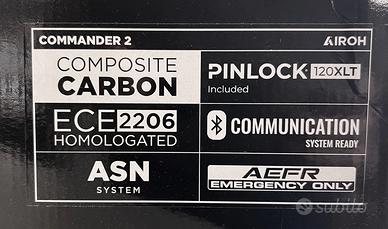 COMMANDER 2
AIROH
COMPOSITE
CARBON
PINLOCK 120XLT
Included
ECE 2206
HOMOLOGATED
COMMUNICATION
SYSTEM READY
ASN
SYSTEM
AEFR
EMERGENCY ONLY
subito